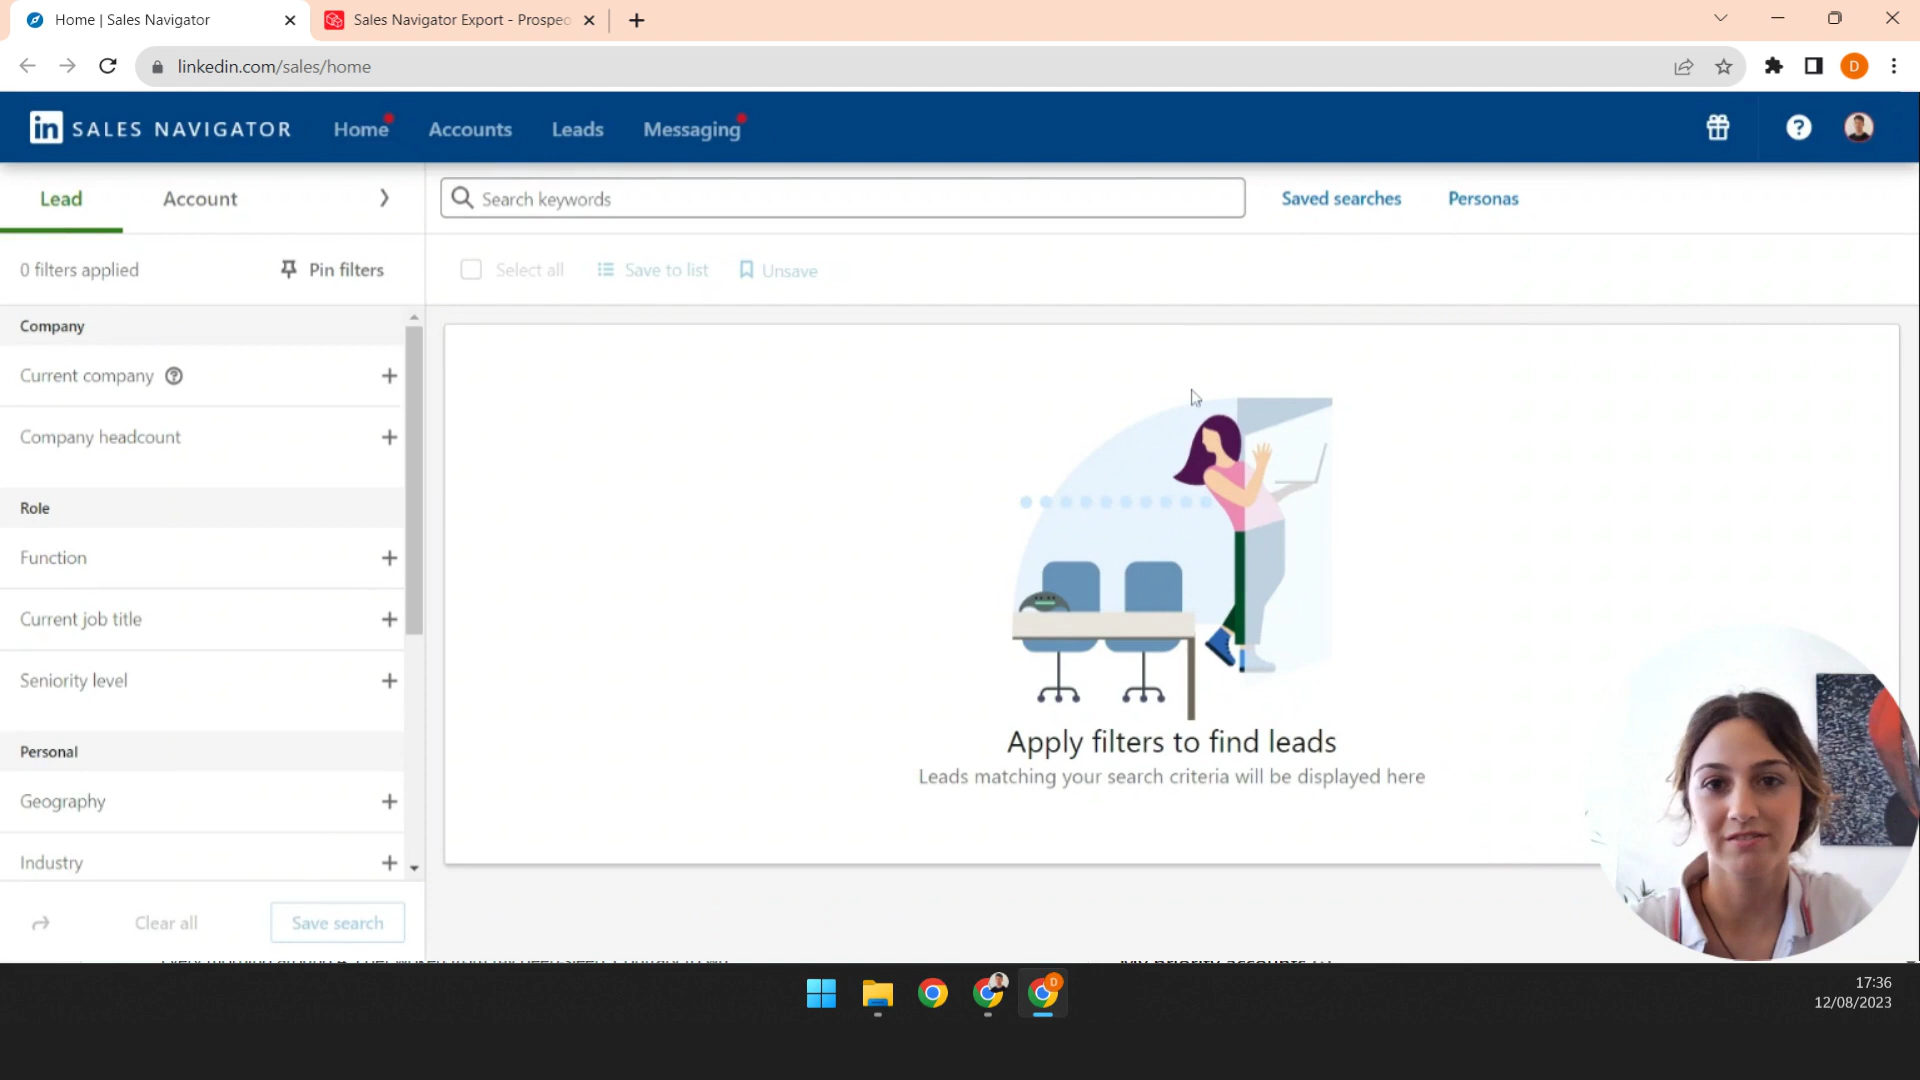 Home | Sales Navigator
Sales Navigator Export - Prospeo
linkedin.com/sales/home
D
in SALES NAVIGATOR
Home
Accounts
Leads
Messaging
Lead
Account
Search keywords
Saved searches
Personas
0 filters applied
Pin filters
Select all
Save to list
Unsave
Company
Current company
Company headcount
Role
Function
Current job title
Seniority level
Personal
Geography
Industry
Apply filters to find leads
Leads matching your search criteria will be displayed here
Clear all
Save search
D
17:36
12/08/2023